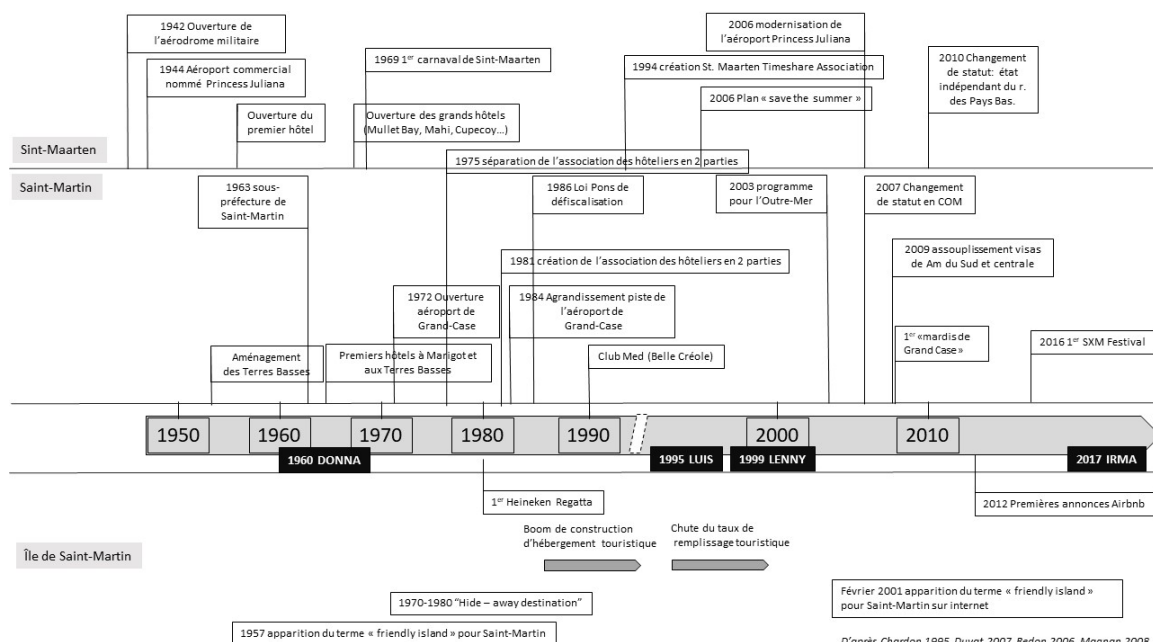 1942 Ouverture de
l'aérodrome militaire
1944 Aéroport commercial
nommé Princess Juliana
Ouverture du
premier hôtel
1969 1er carnaval de Sint-Maarten
Ouverture des grands hôtels
(Mullet Bay, Mahi, Cupecoy...)
2006 modernisation de
l'aéroport Princess Juliana
1994 création St. Maarten Timeshare Association
2006 Plan « save the summer »
2010 Changement
de statut: état
indépendant du r.
des Pays Bas.
Sint-Maarten
1975 séparation de l'association des hôteliers en 2 parties
Saint-Martin
1963 sous-
préfecture de
Saint-Martin
1986 Loi Pons de
défiscalisation
2003 programme
pour l'Outre-Mer
2007 Changement
de statut en COM
1981 création de l'association des hôteliers en 2 parties
2009 assouplissement visas
de Am du Sud et centrale
1972 Ouverture
aéroport de
Grand-Case
1984 Agrandissement piste de
l'aéroport de
Grand-Case
Aménagement
des Terres Basses
Premiers hôtels à Marigot et
aux Terres Basses
Club Med (Belle Créole)
1er «mardis de
Grand Case»
2016 1er SXM Festival
1950
1960
1970
1980
1990
2000
2010
1960 DONNA
1995 LUIS
1999 LENNY
2017 IRMA
1er Heineken Regatta
2012 Premières annonces Airbnb
Boom de construction
d'hébergement touristique
Chute du taux de
remplissage touristique
Île de Saint-Martin
1970-1980 "Hide – away destination"
Février 2001 apparition du terme « friendly island »
pour Saint-Martin sur internet
1957 apparition du terme « friendly island » pour Saint-Martin
D'après Chardon 1995, Duvat 2007, Redon 2006, Magnan 2008